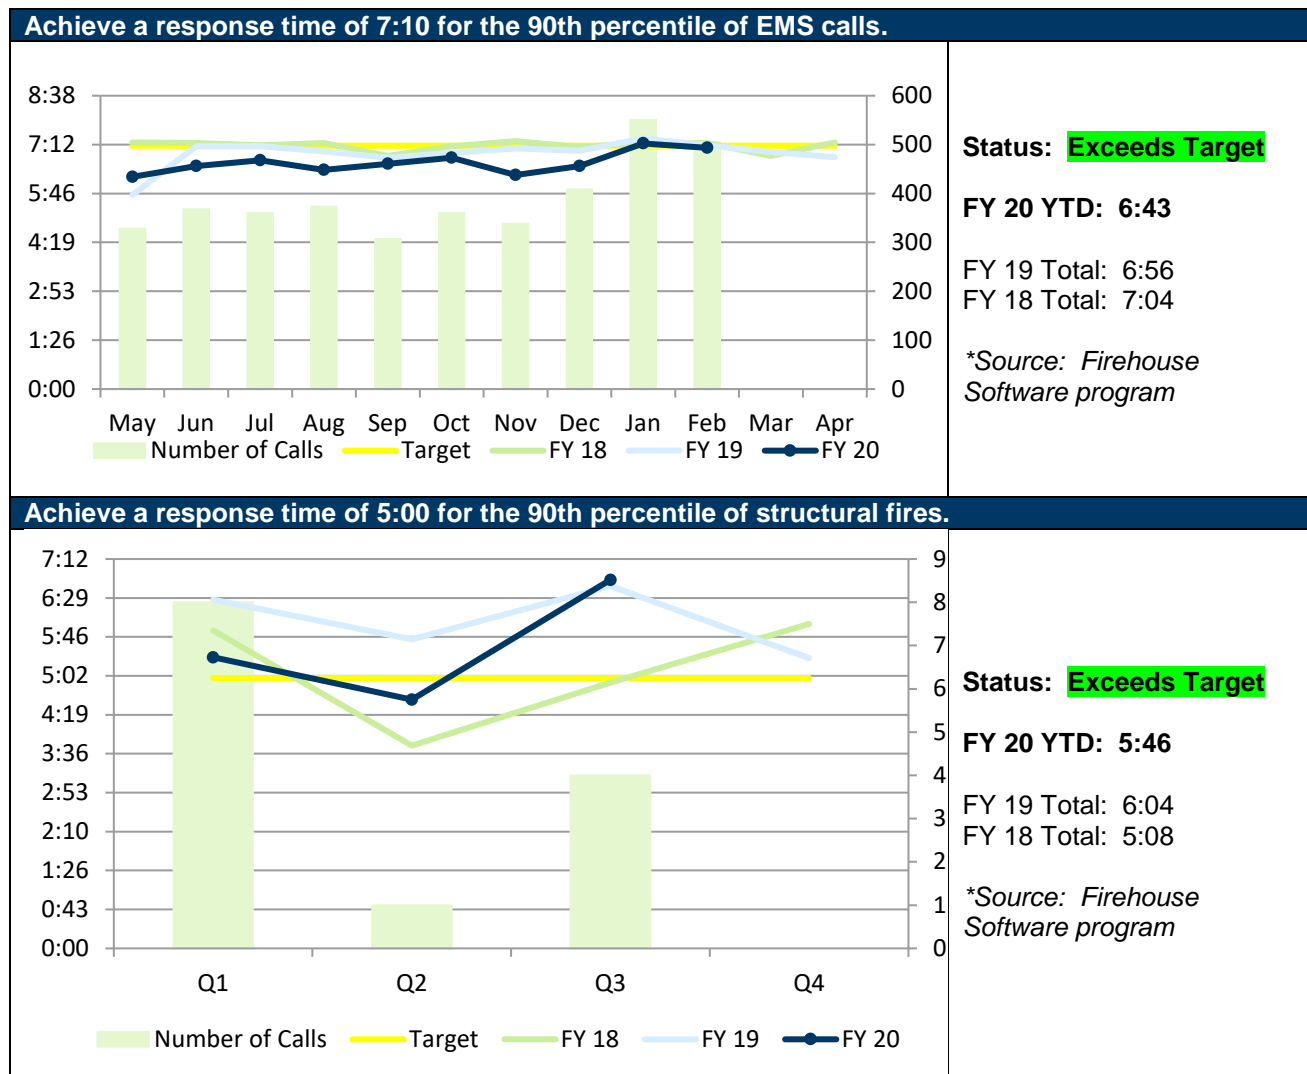 Achieve a response time of 7:10 for the 90th percentile of EMS calls.
8:38
7:12
5:46
4:19
2:53
1:26
0:00
600
500
400
300
200
100
0
May Jun Jul Aug Sep Oct Nov Dec Jan Feb Mar Apr
Number of Calls Target FY 18 FY 19 FY 20
Status: Exceeds Target
FY 20 YTD: 6:43
FY 19 Total: 6:56
FY 18 Total: 7:04
*Source: Firehouse
Software program
Achieve a response time of 5:00 for the 90th percentile of structural fires.
7:12
6:29
5:46
5:02
4:19
3:36
2:53
2:10
1:26
0:43
0:00
9
8
7
6
5
4
3
2
1
0
Q1 Q2 Q3 Q4
Number of Calls Target FY 18 FY 19 FY 20
Status: Exceeds Target
FY 20 YTD: 5:46
FY 19 Total: 6:04
FY 18 Total: 5:08
*Source: Firehouse
Software program